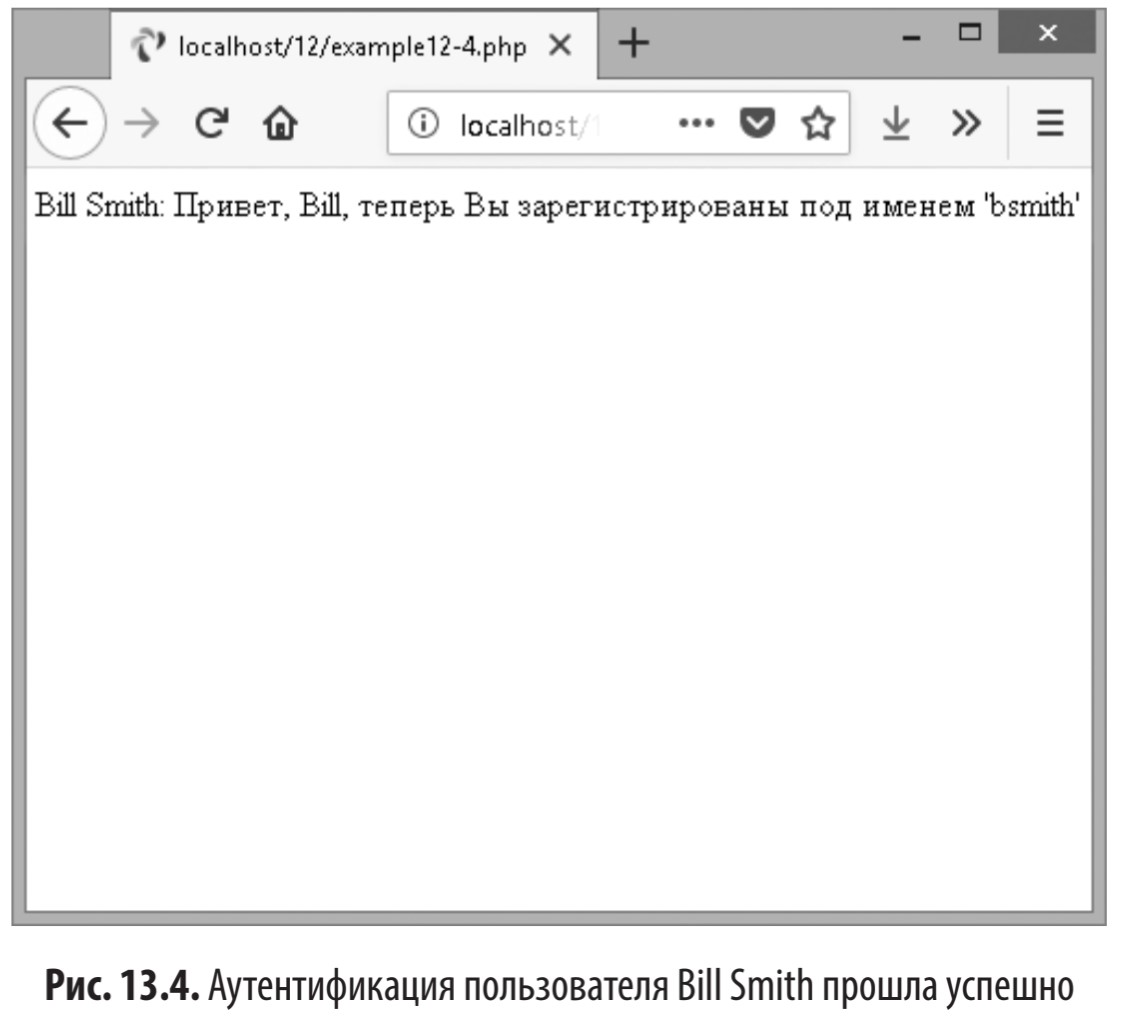 localhost/12/example12-4.php
localhost/1
Bill Smith: Привет, Bill, теперь Вы зарегистрированы под именем 'bsmith'
Рис. 13.4. Аутентификация пользователя Bill Smith прошла успешно